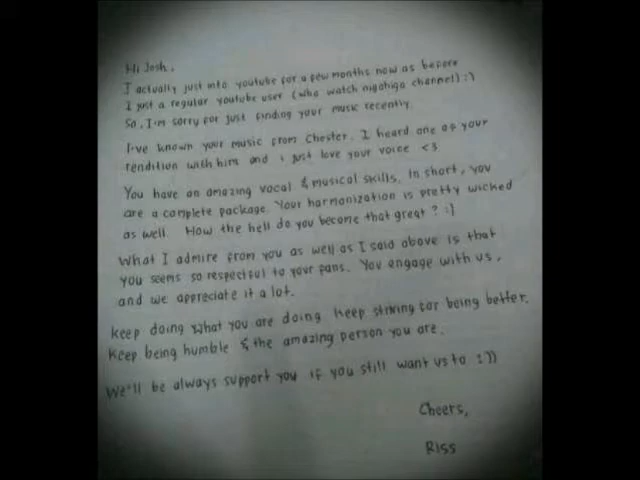 Hi Josh,
I actually just into youtube for a few months now as before
I just a regular youtube user (who watch nigahiga channel) :)
So, I'm sorry for just finding your music recently.
I've known your music from Chester. I heard one of your
rendition with him and i just love your voice <3
You have an amazing vocal & musical skills. In short, you
are a complete package. Your harmonization is pretty wicked
as well. How the hell do you become that great? :]
What I admire from you as well as I said above is that
you seems so respectful to your fans. You engage with us,
and we appreciate it a lot.
Keep doing what you are doing. Keep striving for being better.
Keep being humble & the amazing person you are.
We'll be always support you if you still want us to :))
Cheers,
Riss